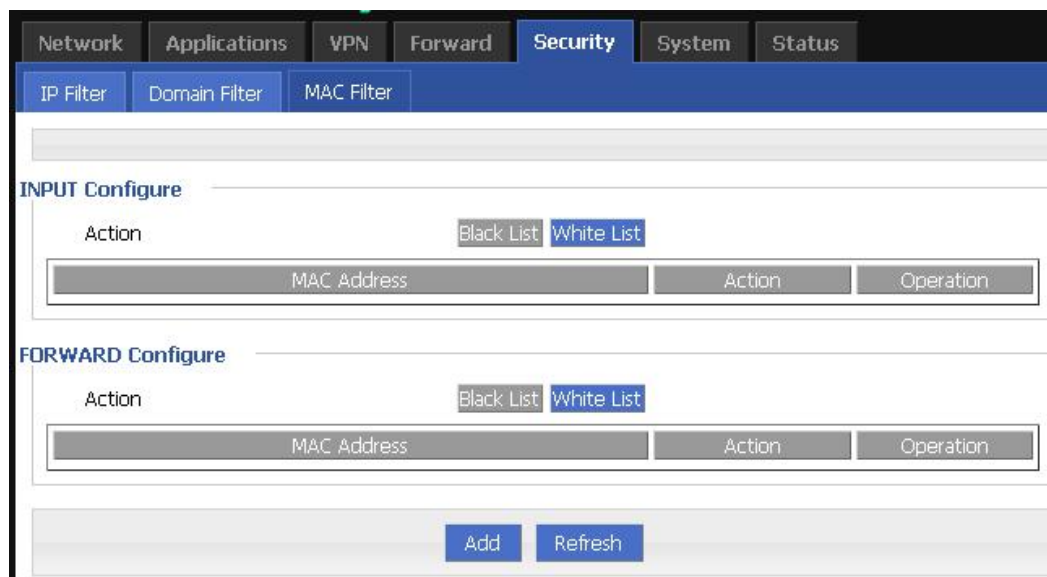 Network Applications VPN Forward Security System Status
IP Filter Domain Filter MAC Filter
INPUT Configure
Action Black List White List
MAC Address Action Operation
FORWARD Configure
Action Black List White List
MAC Address Action Operation
Add Refresh